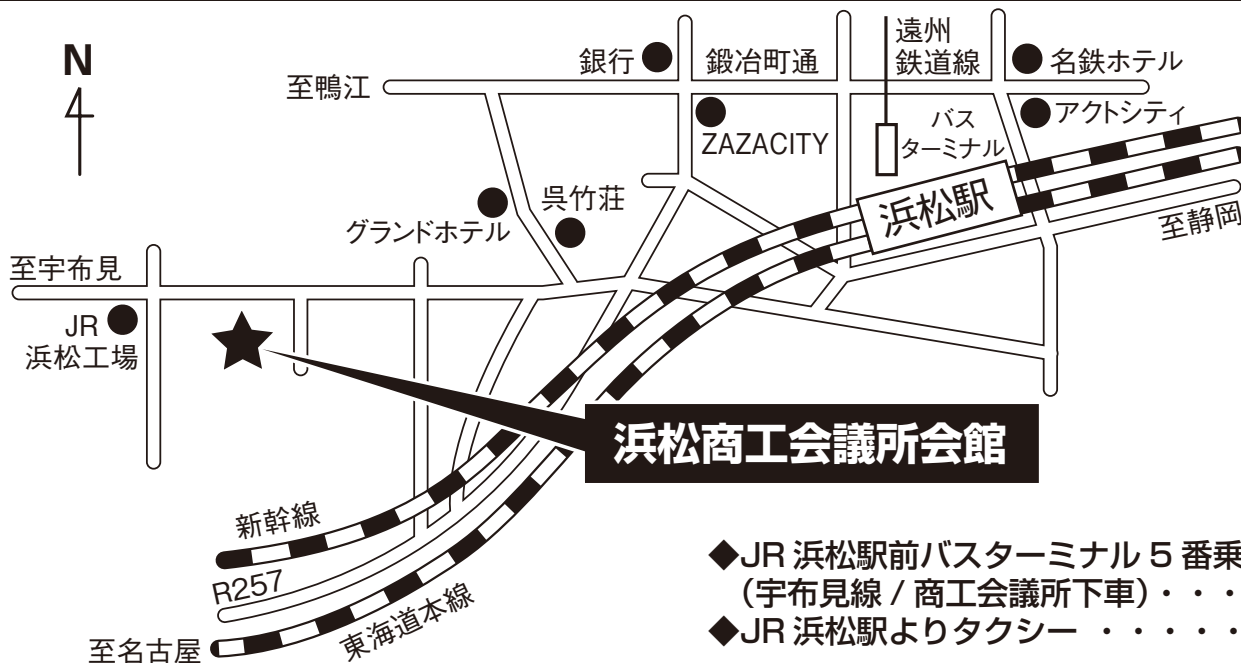 N
至鴨江
銀行
鍛冶町通
遠州
鉄道線
名鉄ホテル
アクトシティ
ZAZACITY
バス
ターミナル
浜松駅
至静岡
呉竹荘
グランドホテル
至宇布見
JR
浜松工場
浜松商工会議所会館
新幹線
R257
東海道本線
至名古屋
◆JR 浜松駅前バスターミナル 5 番乗
（宇布見線 / 商工会議所下車）・・・
◆JR 浜松駅よりタクシー ・・・・・